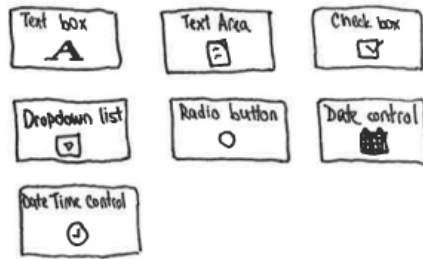 Text box
A
Text Area
Check box
Dropdown list
Radio button
Date control
Date Time control